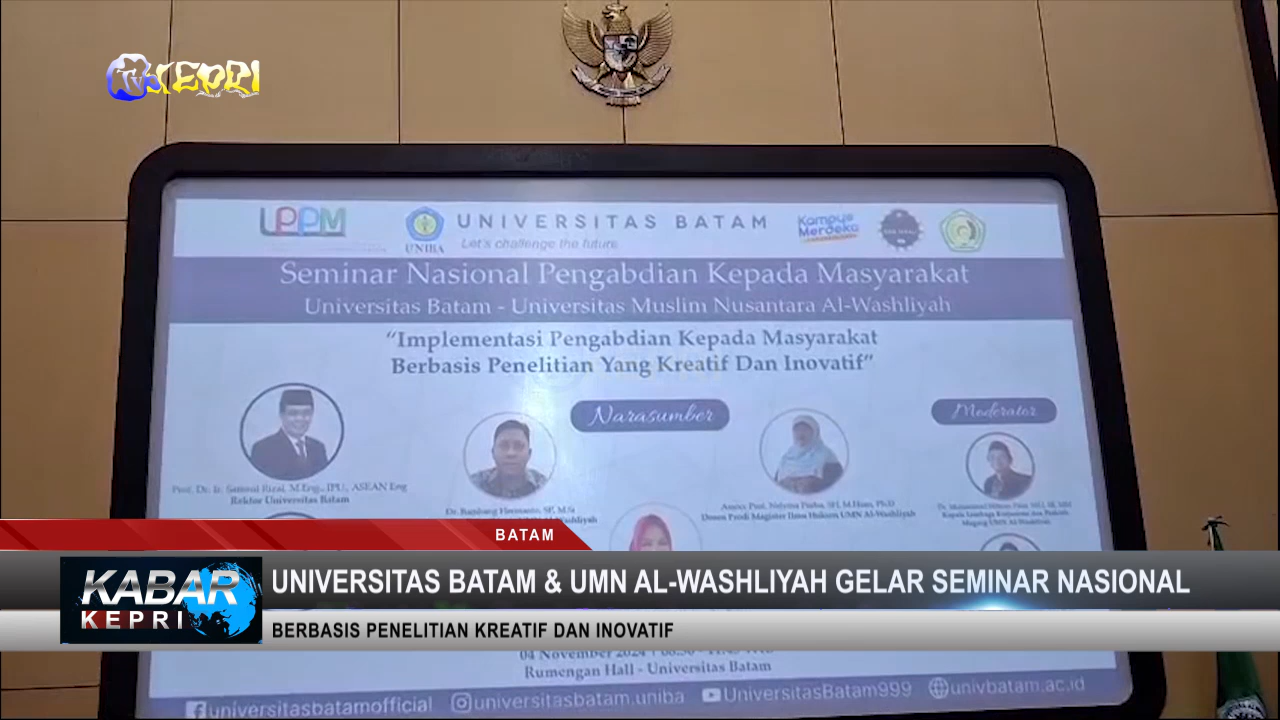 TV KEPRI
LPPM
UNIBA
UNIVERSITAS BATAM
Let's challenge the future
Kampus
Merdeka
Seminar Nasional Pengabdian Kepada Masyarakat
Universitas Batam - Universitas Muslim Nusantara Al-Washliyah
“Implementasi Pengabdian Kepada Masyarakat
Berbasis Penelitian Yang Kreatif Dan Inovatif”
Narasumber
Moderator
Rektor Universitas Batam
Dosen Prodi Magister Ilmu Hukum UMN Al-Washliyah
BATAM
KABAR
KEPRI
UNIVERSITAS BATAM & UMN AL-WASHLIYAH GELAR SEMINAR NASIONAL
BERBASIS PENELITIAN KREATIF DAN INOVATIF
04 November 2024
Rumengan Hall - Universitas Batam
universitasbatamofficial
universitasbatam.uniba
UniversitasBatam999
univbatam.ac.id